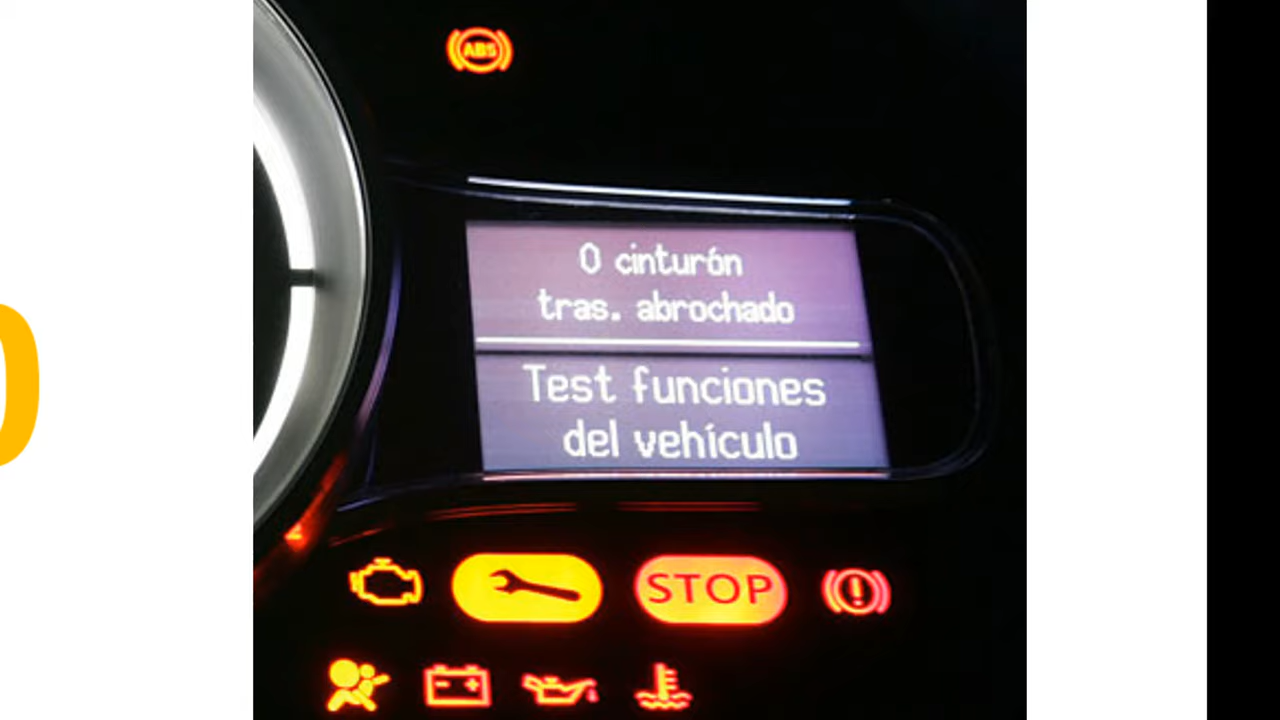 ABS
0 cinturón
tras. abrochado
Test funciones
del vehículo
STOP